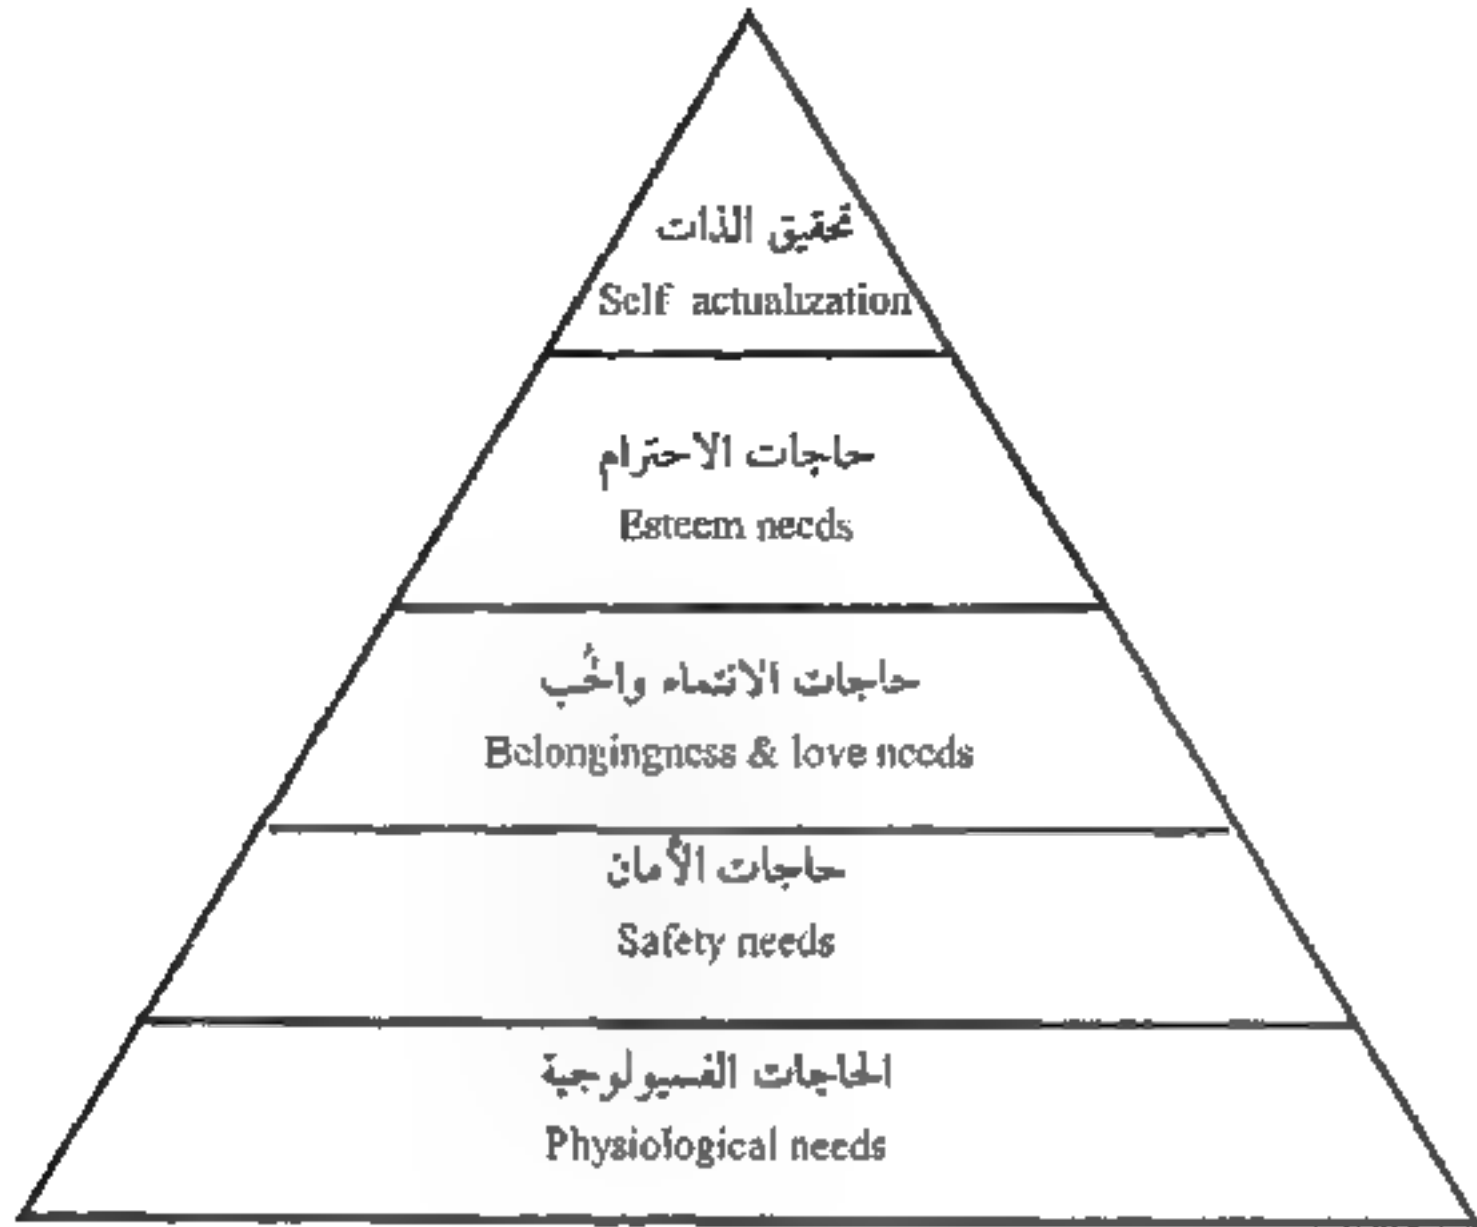 تحقيق الذات
Self actualization
حاجات الاحترام
Esteem needs
حاجات الانتماء والحُب
Belongingness & love needs
حاجات الأمان
Safety needs
الحاجات الفسيولوجية
Physiological needs